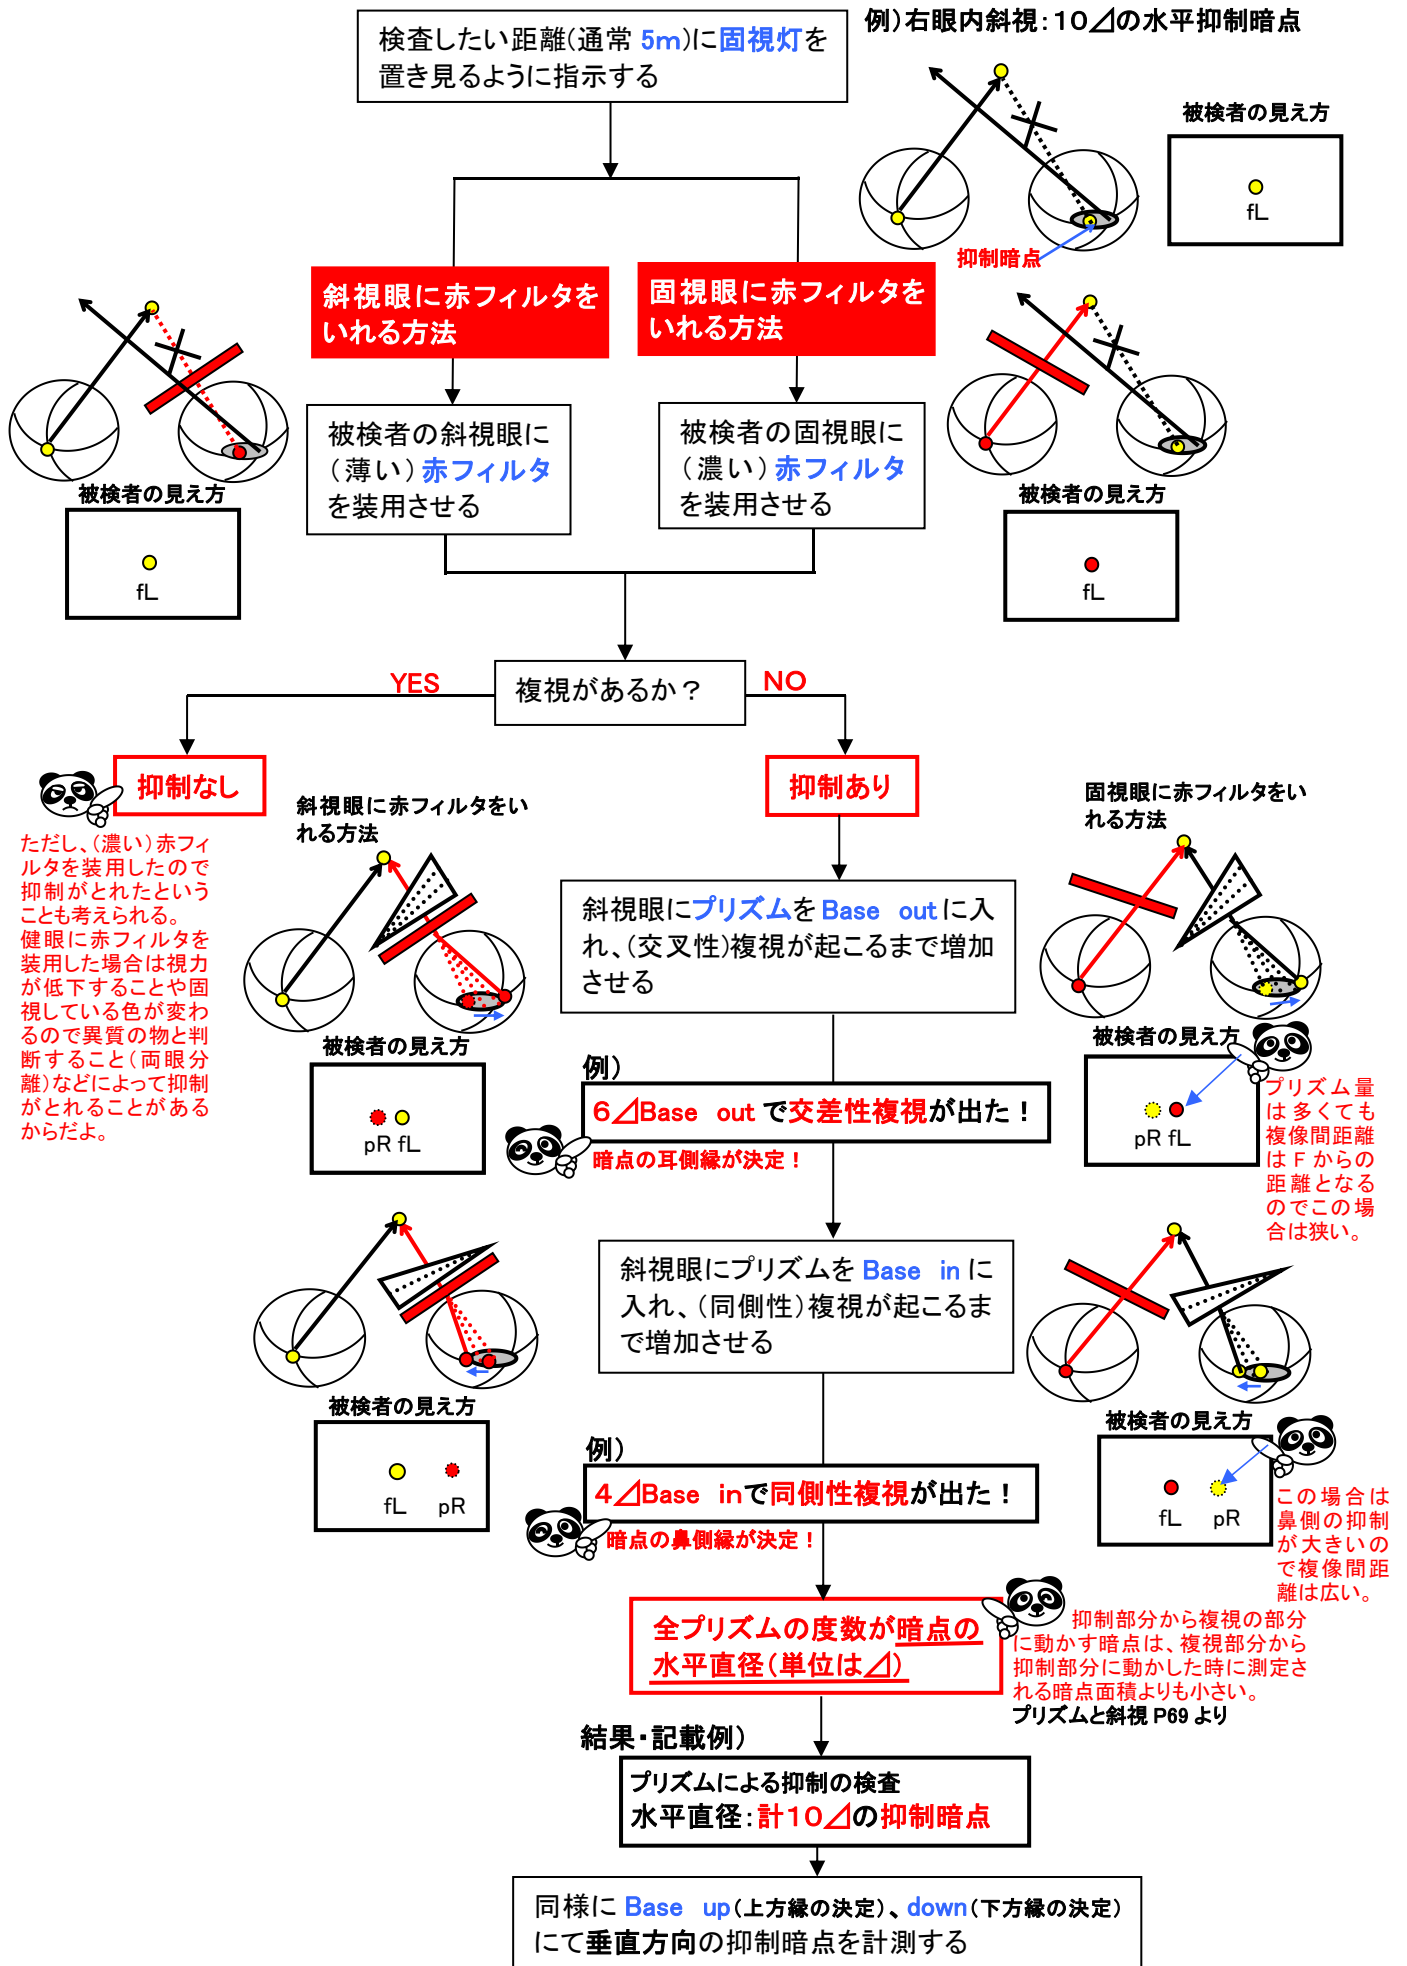 検査したい距離(通常 5m)に固視灯を
置き見るように指示する
例)右眼内斜視:10⊿の水平抑制暗点
被検者の見え方
fL
抑制暗点
斜視眼に赤フィルタを
いれる方法
固視眼に赤フィルタを
いれる方法
被検者の斜視眼に
(薄い)赤フィルタ
を装用させる
被検者の固視眼に
(濃い)赤フィルタ
を装用させる
被検者の見え方
fL
被検者の見え方
fL
複視があるか?
YES
NO
抑制なし
抑制あり
ただし、(濃い)赤フィ
ルタを装用したので
抑制がとれたという
ことも考えられる。
健眼に赤フィルタを
装用した場合は視力
が低下することや固
視している色が変わ
るので異質の物と判
断すること(両眼分
離)などによって抑制
がとれることがある
からだよ。
斜視眼に赤フィルタをい
れる方法
被検者の見え方
pR fL
斜視眼にプリズムを Base out に入
れ、(交叉性)複視が起こるまで増加
させる
固視眼に赤フィルタをい
れる方法
被検者の見え方
pR fL
プリズム量
は多くても
複像間距離
は F からの
距離となる
のでこの場
合は狭い。
例)
6⊿Base out で交差性複視が出た!
暗点の耳側縁が決定!
斜視眼にプリズムを Base in に
入れ、(同側性)複視が起こるま
で増加させる
被検者の見え方
fL pR
被検者の見え方
fL pR
この場合は
鼻側の抑制
が大きいの
で複像間距
離は広い。
例)
4⊿Base inで同側性複視が出た!
暗点の鼻側縁が決定!
全プリズムの度数が暗点の
水平直径(単位は⊿)
抑制部分から複視の部分
に動かす暗点は、複視部分から
抑制部分に動かした時に測定さ
れる暗点面積よりも小さい。
プリズムと斜視 P69 より
結果・記載例)
プリズムによる抑制の検査
水平直径:計10⊿の抑制暗点
同様に Base up(上方縁の決定)、down(下方縁の決定)
にて垂直方向の抑制暗点を計測する